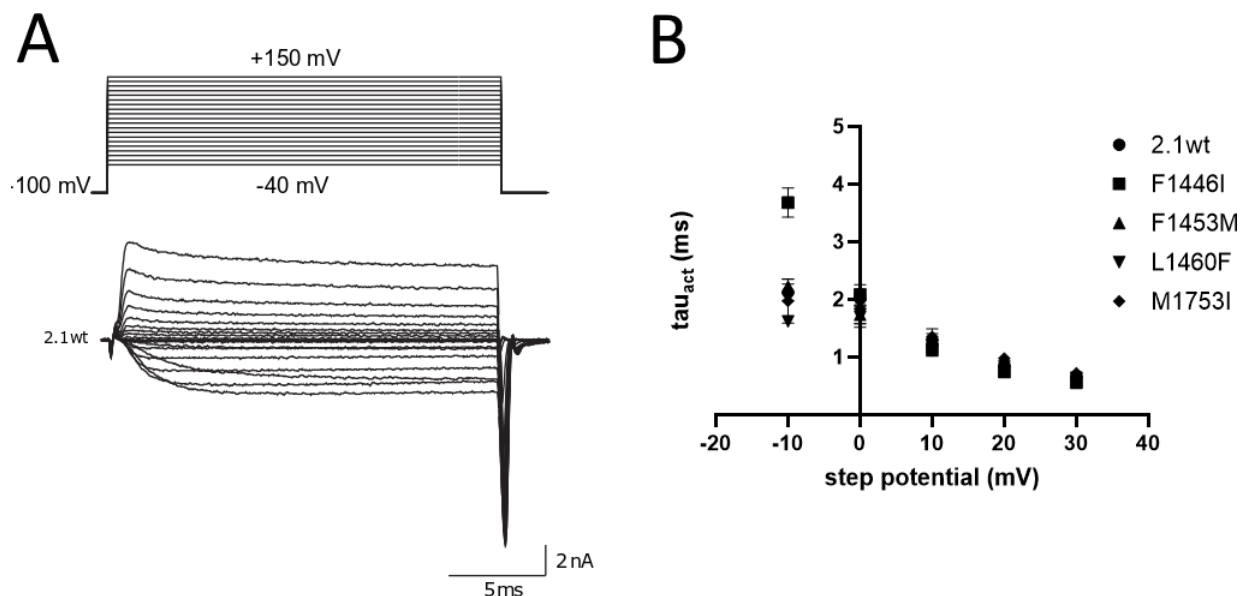 A
+150 mV
-100 mV
-40 mV
2.1wt
2 nA
5ms
B
5
4
3
2
1
-20
-10
0
10
20
30
40
tau_act (ms)
step potential (mV)
2.1wt
F1446I
F1453M
L1460F
M1753I